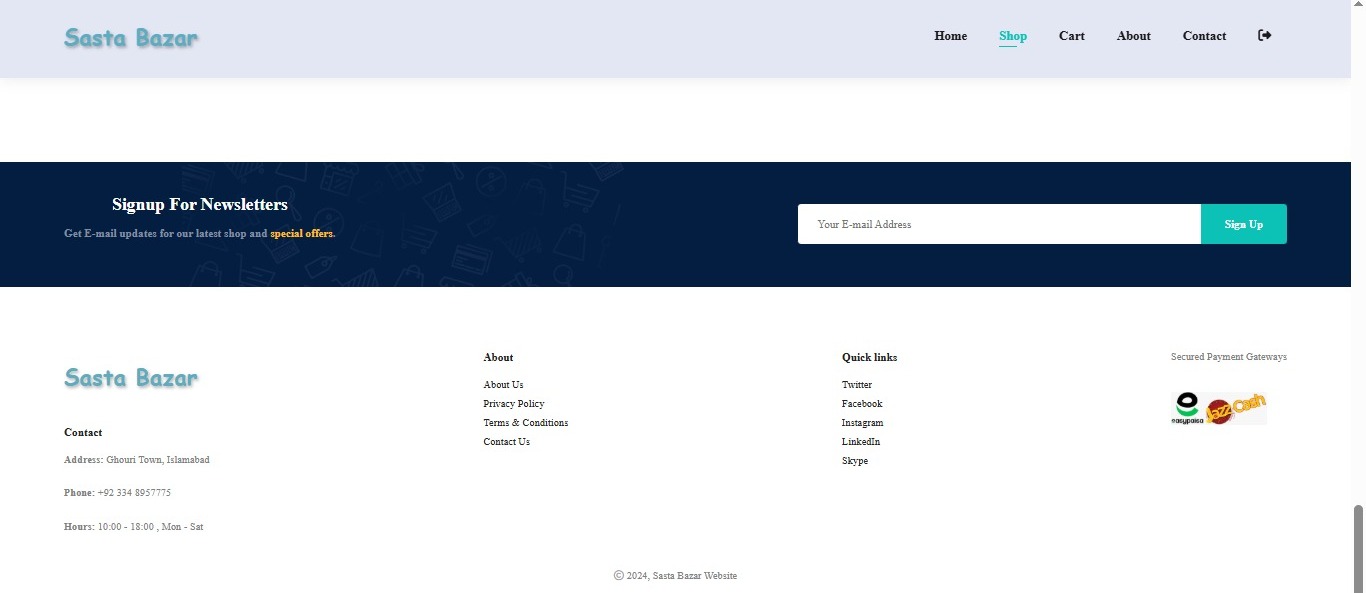 Sasta Bazar
Home Shop Cart About Contact
Signup For Newsletters
Get E-mail updates for our latest shop and special offers.
Your E-mail Address
Sign Up
Sasta Bazar
Contact
Address: Ghouri Town, Islamabad
Phone: +92 334 8957775
Hours: 10:00 - 18:00 , Mon - Sat
About
About Us
Privacy Policy
Terms & Conditions
Contact Us
Quick links
Twitter
Facebook
Instagram
LinkedIn
Skype
Secured Payment Gateways
easypaisa
JazzCash
© 2024, Sasta Bazar Website